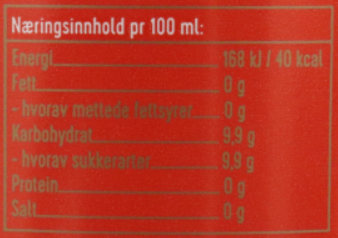 Næringsinnhold pr 100 ml:
Energi 168 kJ / 40 kcal
Fett 0 g
- hvorav mettede fettsyrer 0 g
Karbohydrat 9,9 g
- hvorav sukkerarter 9,9 g
Protein 0 g
Salt 0 g